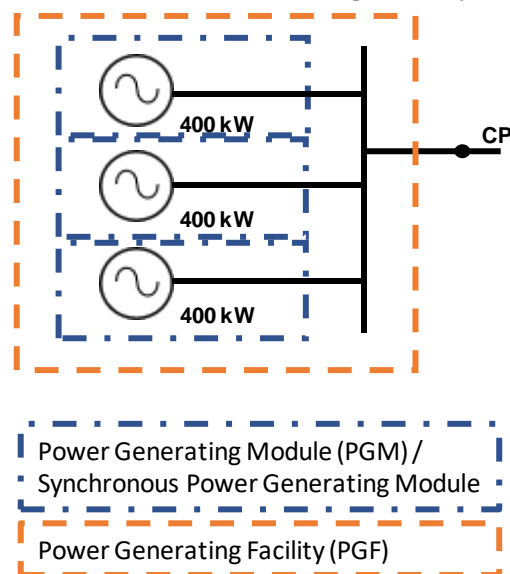 400 kW
CP
400 kW
400 kW
Power Generating Module (PGM) /
Synchronous Power Generating Module
Power Generating Facility (PGF)